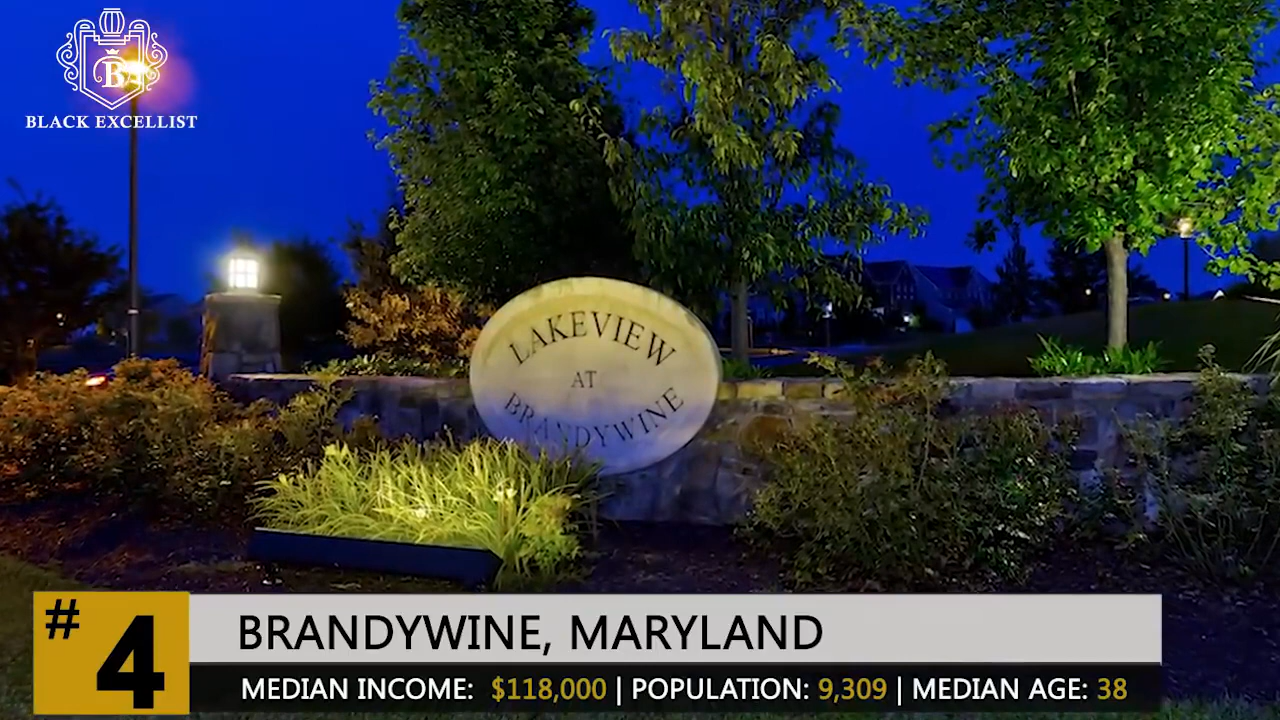 B
BLACK EXCELLIST
LAKEVIEW
AT
BRANDYWINE
# 4
BRANDYWINE, MARYLAND
MEDIAN INCOME: $118,000 | POPULATION: 9,309 | MEDIAN AGE: 38